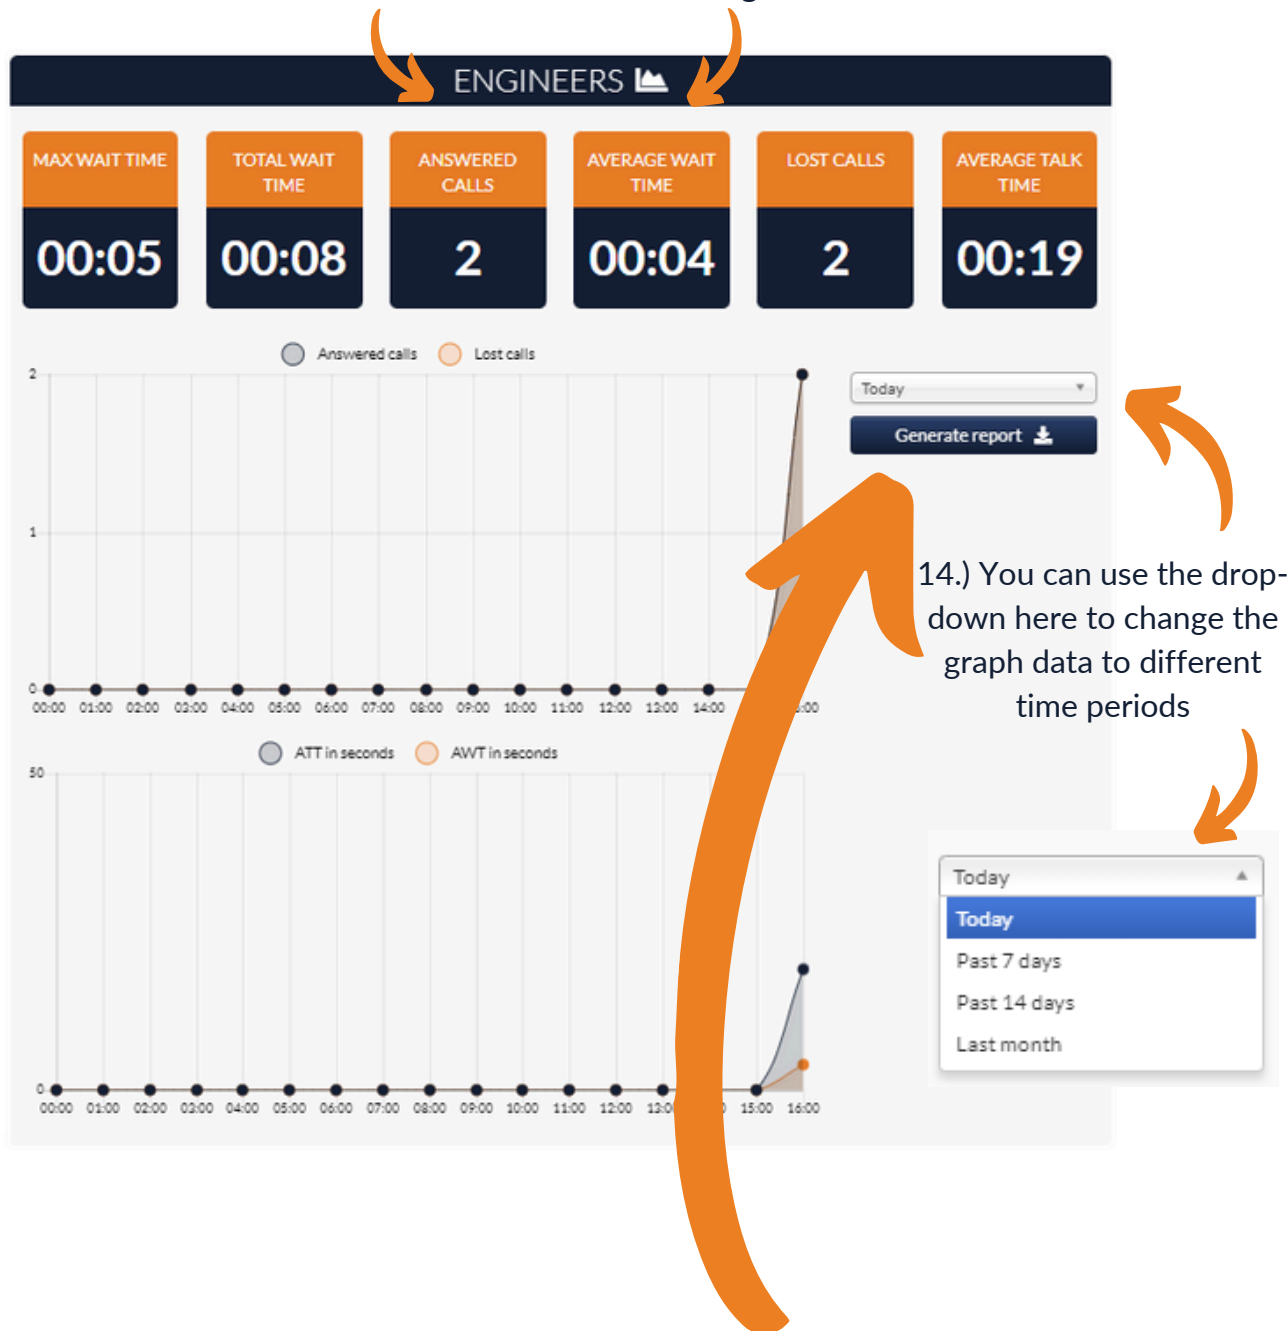 ENGINEERS
MAX WAIT TIME
TOTAL WAIT
TIME
ANSWERED
CALLS
AVERAGE WAIT
TIME
LOST CALLS
AVERAGE TALK
TIME
00:05
00:08
2
00:04
2
00:19
Answered calls
Lost calls
2
1
0
00:00 01:00 02:00 03:00 04:00 05:00 06:00 07:00 08:00 09:00 10:00 11:00 12:00 13:00 14:00
Today
Generate report
14.) You can use the drop-
down here to change the
graph data to different
time periods
ATT in seconds
AWT in seconds
50
0
00:00 01:00 02:00 03:00 04:00 05:00 06:00 07:00 08:00 09:00 10:00 11:00 12:00 15:00 16:00
Today
Today
Past 7 days
Past 14 days
Last month